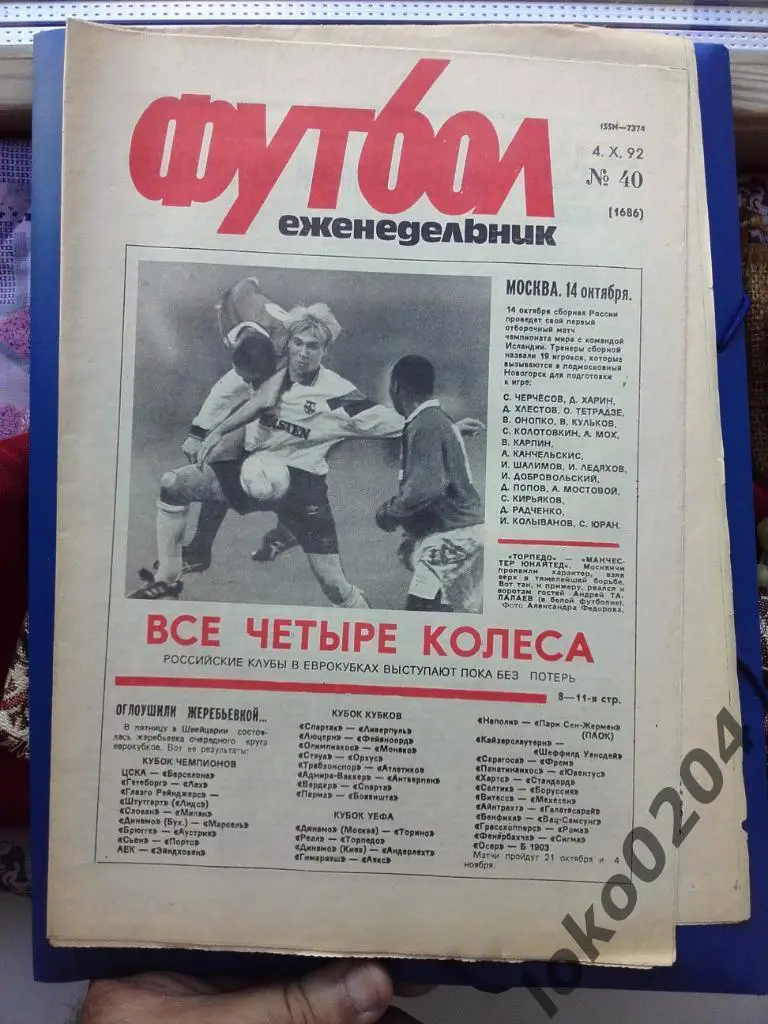 футбол
еженедельник
ISSN—7374
4. X. 92
№ 40
(1686)
МОСКВА. 14 октября.
14 октября сборная России
проведет свой первый
отборочный матч
чемпионата мира с командой
Исландии. Тренеры сборной
назвали 19 игроков, которые
вызываются в подмосковный
Новогорск для подготовки
к игре:
С. ЧЕРЧЕСОВ, Д. ХАРИН,
Д. ХЛЕСТОВ, О. ТЕТРАДЗЕ,
В. ОНОПКО, В. КУЛЬКОВ,
С. КОЛОТОВКИН, А. МОХ,
В. КАРПИН,
А. КАНЧЕЛЬСКИС,
И. ШАЛИМОВ, И. ЛЕДЯХОВ,
И. ДОБРОВОЛЬСКИЙ,
Д. ПОПОВ, А. МОСТОВОЙ,
С. КИРЬЯКОВ,
Д. РАДЧЕНКО,
И. КОЛЫВАНОВ, С. ЮРАН.
«ТОРПЕДО» — «МАНЧЕС-
ТЕР ЮНАЙТЕД». Москвичи
проявили характер, взяв
верх в тяжелейшей борьбе.
Вот так, к примеру, рвался к
воротам гостей Андрей ТА-
ЛАЛАЕВ (в белой футболке).
Фото Александра Федорова.
ВСЕ ЧЕТЫРЕ КОЛЕСА
РОССИЙСКИЕ КЛУБЫ В ЕВРОКУБКАХ ВЫСТУПАЮТ ПОКА БЕЗ ПОТЕРЬ
8—11-я стр.
ОГЛОУШИЛИ ЖЕРЕБЬЕВКОЙ...
В пятницу в Швейцарии состоя-
лась жеребьевка очередного круга
еврокубков. Вот ее результаты:
КУБОК ЧЕМПИОНОВ
ЦСКА — «Барселона»
«Гетеборг» — «Лех»
«Глазго Рейнджерс» —
«Штутгарт» («Лидс»)
«Слован» — «Милан»
«Динамо» (Бух.) — «Марсель»
«Брюгге» — «Аустрия»
«Сьон» — «Порто»
АЕК — «Эйндховен»
КУБОК КУБКОВ
«Спартак» — «Ливерпуль»
«Люцерн» — «Фейеноорд»
«Олимпиакос» — «Монако»
«Стяуа» — «Орхус»
«Трабзонспор» — «Атлетико»
«Адмира-Ваккер» — «Антверпен»
«Вердер» — «Спарта»
«Парма» — «Боавишта»
КУБОК УЕФА
«Динамо» (Москва) — «Торино»
«Реал» — «Торпедо»
«Динамо» (Киев) — «Андерлехт»
«Гимараэш» — «Аякс»
«Наполи» — «Пари Сен-Жермен»
(ПАОК)
«Кайзерслаутерн» —
«Шеффилд Уэнсдей»
«Сарагоса» — «Фрем»
«Панатинаикос» — «Ювентус»
«Хартс» — «Стандард»
«Селтик» — «Боруссия»
«Витесс» — «Мехелен»
«Айнтрахт» — «Галатасарай»
«Бенфика» — «Вац-Самсунг»
«Грассхопперс» — «Рома»
«Фенербахче» — «Сигма»
«Осер» — Б 1903
Матчи пройдут 21 октября и 4
ноября.
loko0204